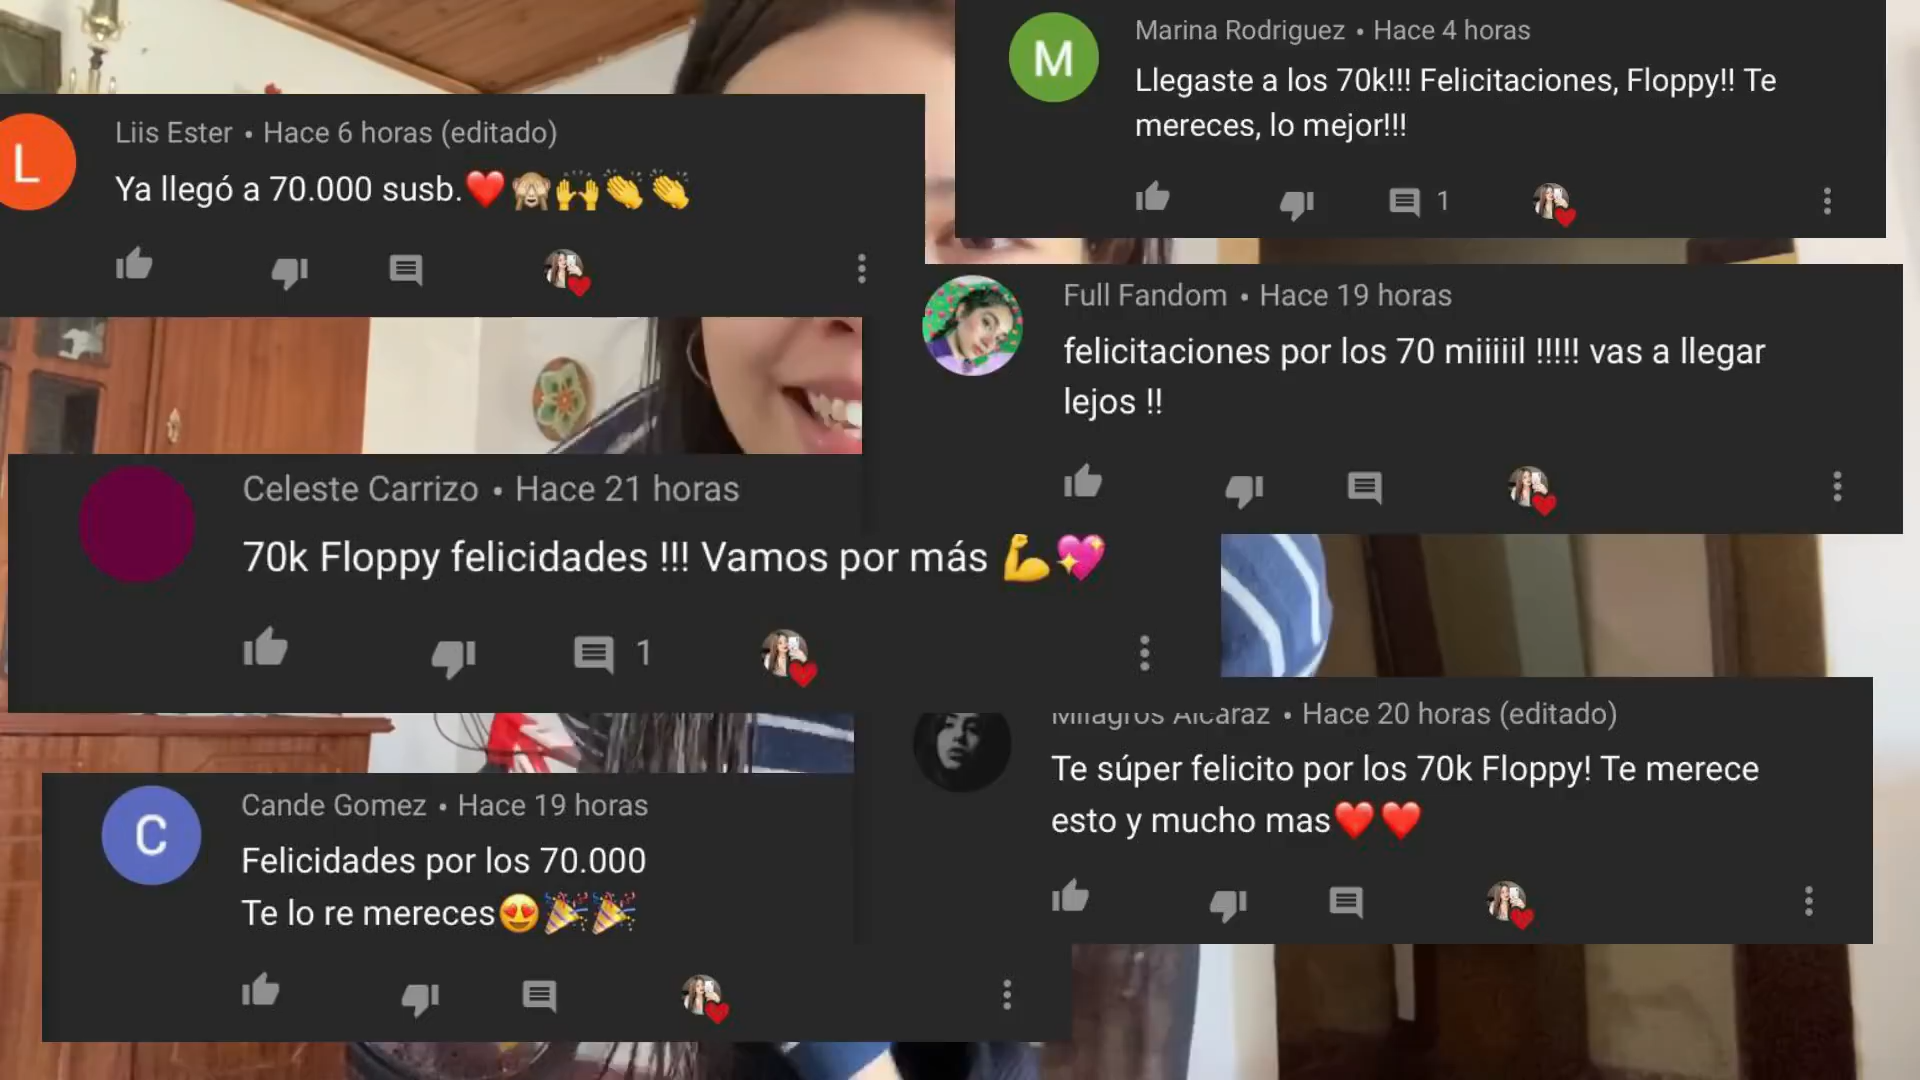 Marina Rodriguez • Hace 4 horas
Llegaste a los 70k!!! Felicitaciones, Floppy!! Te
mereces, lo mejor!!!
1
M
Liis Ester • Hace 6 horas (editado)
Ya llegó a 70.000 susb.❤️🙈🙌👏👏
L
Full Fandom • Hace 19 horas
felicitaciones por los 70 miiiiil !!!!! vas a llegar
lejos !!
Celeste Carrizo • Hace 21 horas
70k Floppy felicidades !!! Vamos por más 💪💖
1
Milagros Alcaraz • Hace 20 horas (editado)
Te súper felicito por los 70k Floppy! Te merece
esto y mucho mas❤️❤️
Cande Gomez • Hace 19 horas
Felicidades por los 70.000
Te lo re mereces😍🎉🎉
C